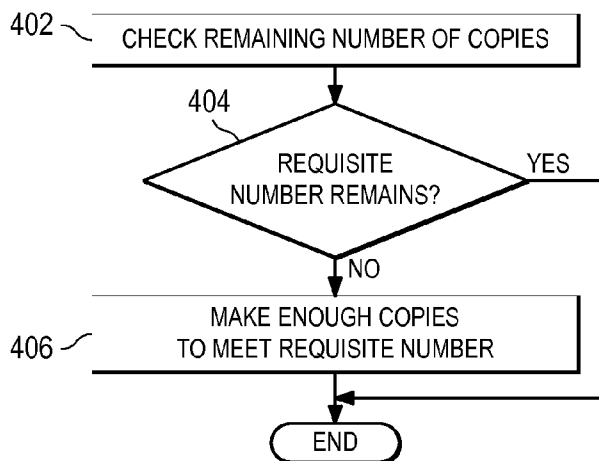 402
CHECK REMAINING NUMBER OF COPIES
404
REQUISITE
NUMBER REMAINS?
YES
NO
406
MAKE ENOUGH COPIES
TO MEET REQUISITE NUMBER
END